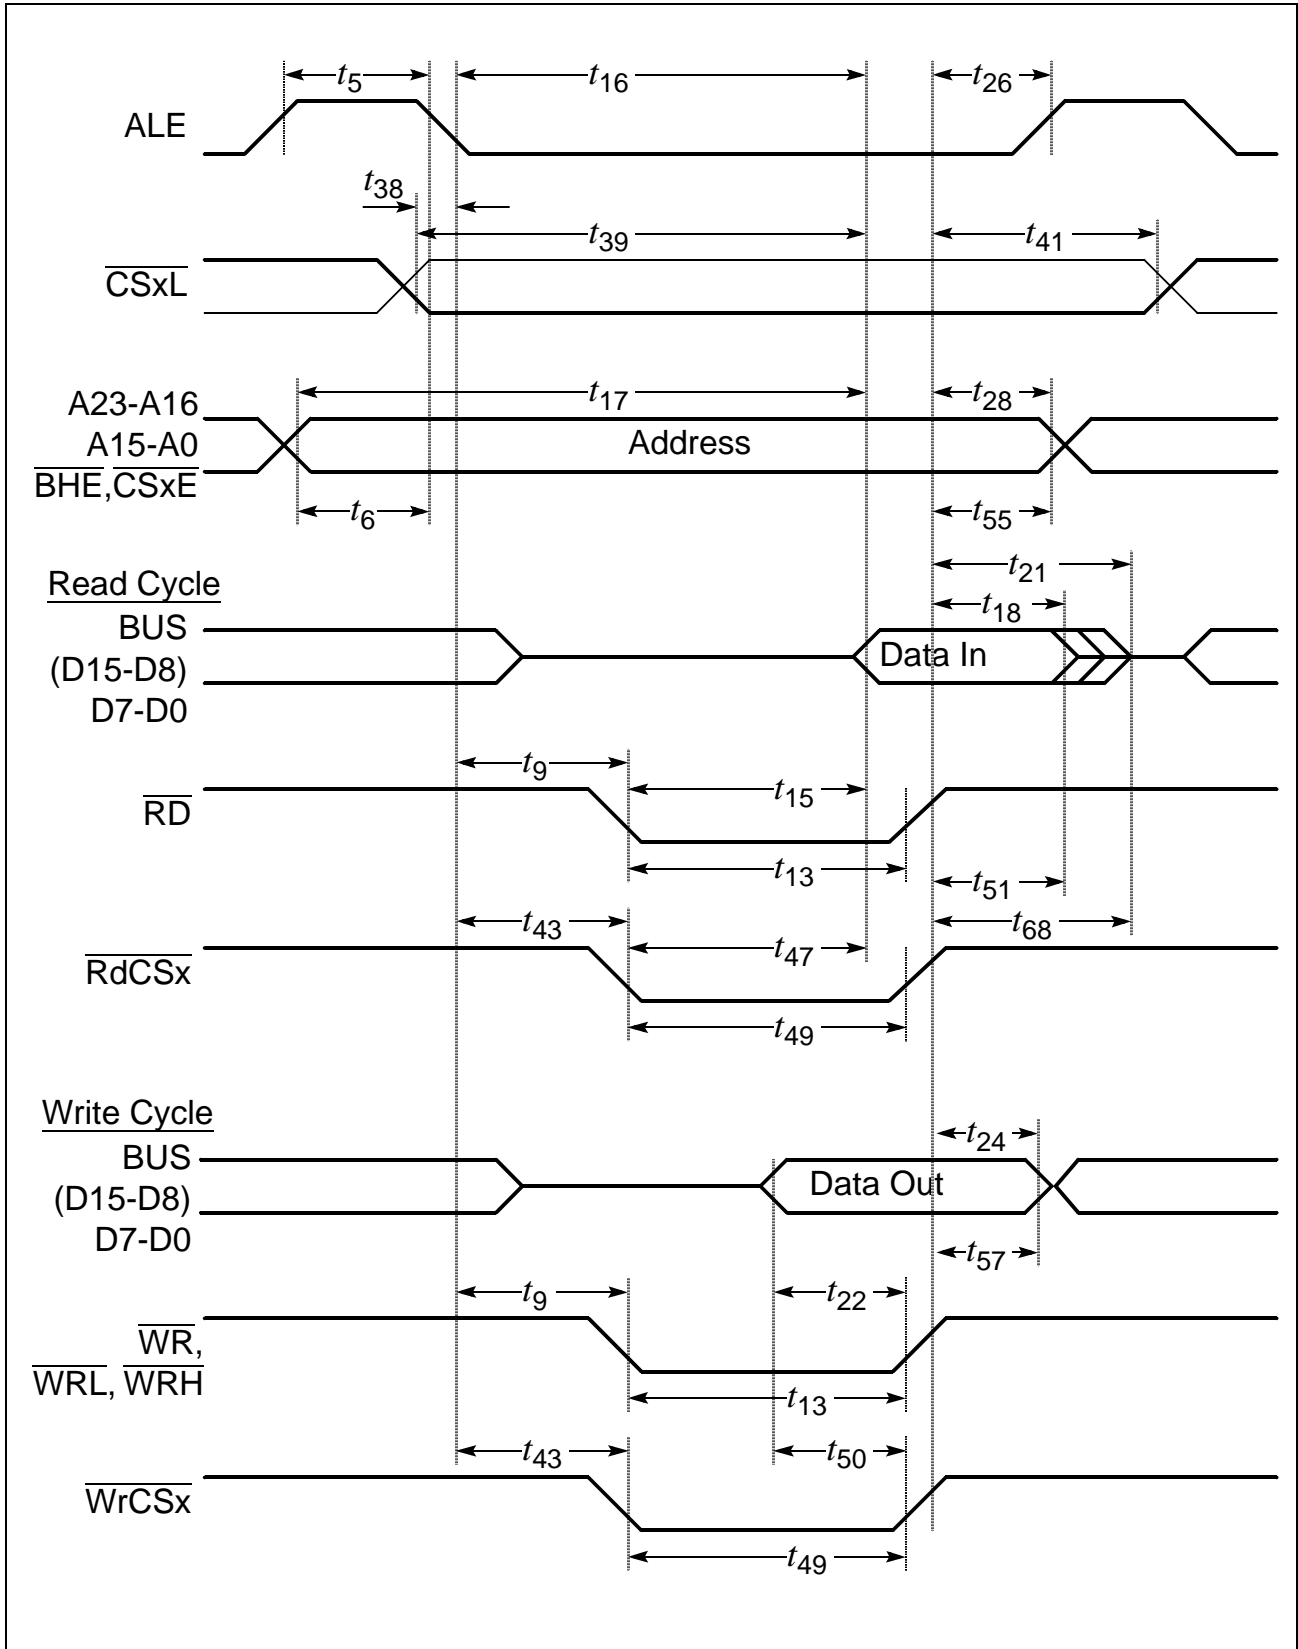 t5 t16 t26
ALE
t38
t39 t41
CSxL
t17 t28
A23-A16
A15-A0 Address
BHE,CSxE
t6 t55
t21
Read Cycle
t18
BUS
(D15-D8) Data In
D7-D0
t9
t15
RD
t13 t51
t43 t68
t47
RdCSx
t49
Write Cycle
t24
BUS
(D15-D8) Data Out
D7-D0
t57
t9 t22
WR,
WRL, WRH
t13
t43 t50
WrCSx
t49